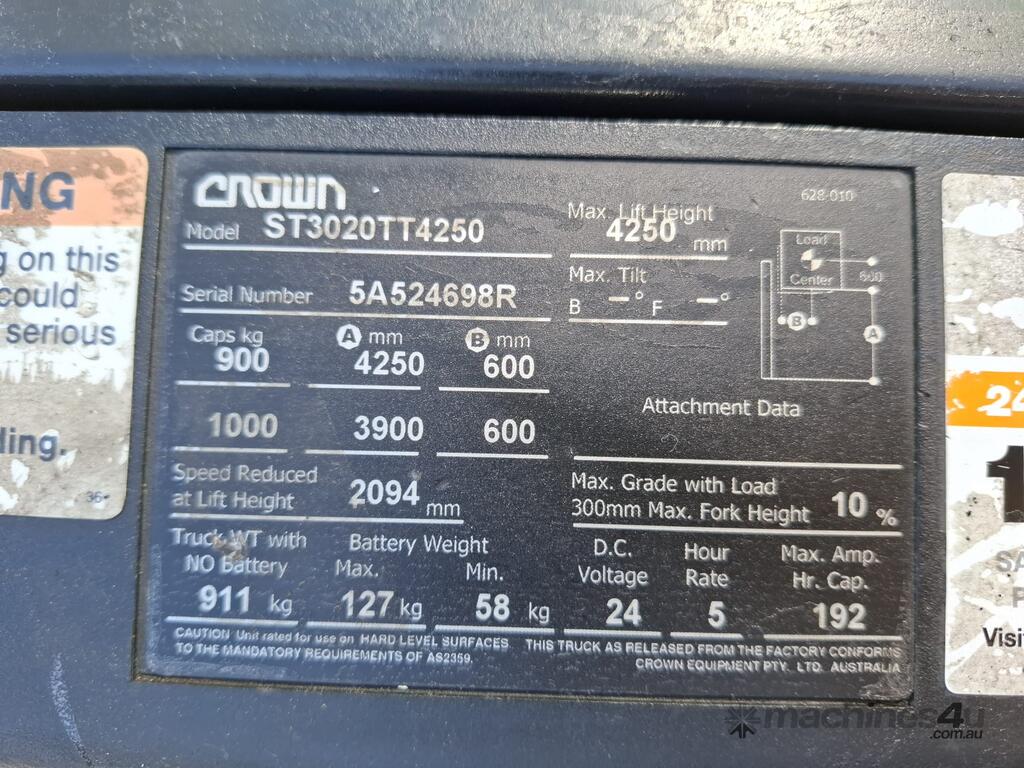 NG
g on this
could
serious
ling.
36
CROWN
628-010
Model ST3020TT4250
Max. Lift Height
4250 mm
Serial Number 5A524698R
Max. Tilt
B —° F —°
Load
Center
600
B
A
Caps kg A mm B mm
900 4250 600
1000 3900 600
Attachment Data
Speed Reduced
at Lift Height 2094 mm
Max. Grade with Load
300mm Max. Fork Height 10 %
Truck WT with
NO Battery
911 kg
Battery Weight
Max. Min.
127 kg 58 kg
D.C.
Voltage
24
Hour
Rate
5
Max. Amp.
Hr. Cap.
192
CAUTION Unit rated for use on HARD LEVEL SURFACES THIS TRUCK AS RELEASED FROM THE FACTORY CONFORMS
TO THE MANDATORY REQUIREMENTS OF AS2359. CROWN EQUIPMENT PTY. LTD. AUSTRALIA
24
1
SA
P
Visi
machines4u
.com.au